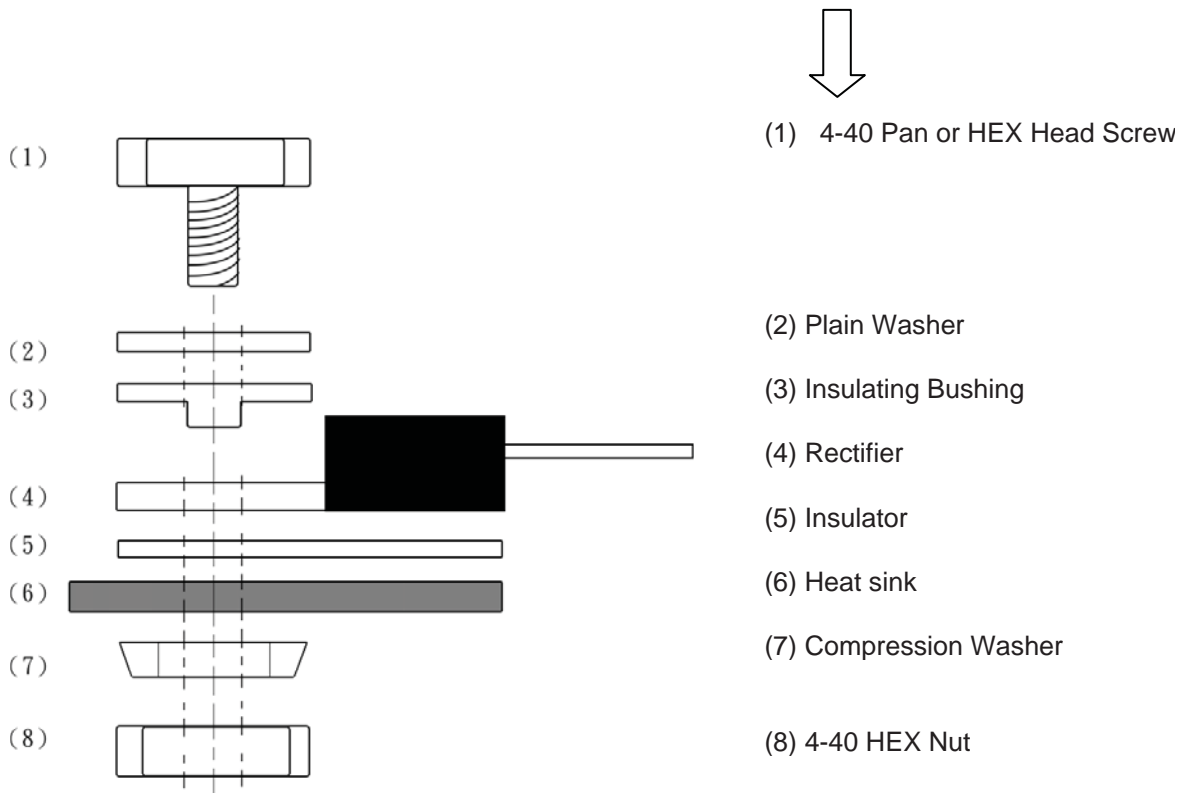 (1)
(1) 4-40 Pan or HEX Head Screw
(2)
(2) Plain Washer
(3)
(3) Insulating Bushing
(4)
(4) Rectifier
(5)
(5) Insulator
(6)
(6) Heat sink
(7)
(7) Compression Washer
(8)
(8) 4-40 HEX Nut